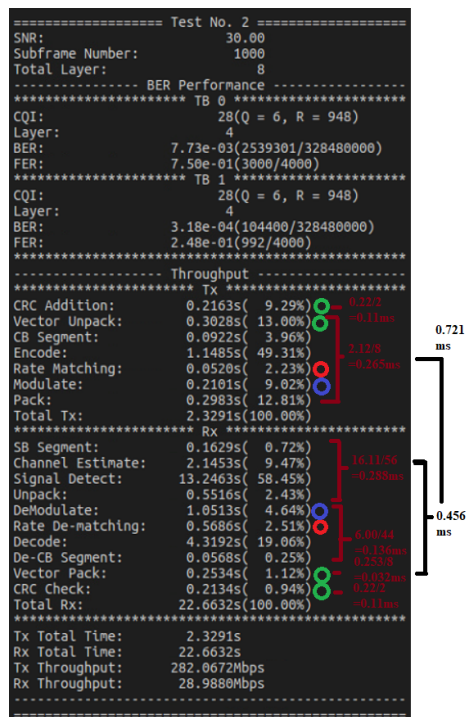 =================== Test No. 2 ===================
SNR: 30.00
Subframe Number: 1000
Total Layer: 8
---------------- BER Performance -----------------
********************** TB 0 **********************
CQI: 28(Q = 6, R = 948)
Layer: 4
BER: 7.73e-03(2539301/328480000)
FER: 7.50e-01(3000/4000)
********************** TB 1 **********************
CQI: 28(Q = 6, R = 948)
Layer: 4
BER: 3.18e-04(104400/328480000)
FER: 2.48e-01(992/4000)
**************************************************
------------------- Throughput -------------------
*********************** Tx ***********************
CRC Addition: 0.2163s( 9.29%) 0.22/2
=0.11ms
Vector Unpack: 0.3028s( 13.00%)
CB Segment: 0.0922s( 3.96%)
Encode: 1.1485s( 49.31%) 2.12/8
=0.265ms
Rate Matching: 0.0520s( 2.23%)
Modulate: 0.2101s( 9.02%)
Pack: 0.2983s( 12.81%)
Total Tx: 2.3291s(100.00%)
0.721
ms
*********************** Rx ***********************
SB Segment: 0.1629s( 0.72%)
Channel Estimate: 2.1453s( 9.47%) 16.11/56
=0.288ms
Signal Detect: 13.2463s( 58.45%)
Unpack: 0.5516s( 2.43%)
DeModulate: 1.0513s( 4.64%)
Rate De-matching: 0.5686s( 2.51%)
Decode: 4.3192s( 19.06%) 6.00/44
=0.136ms
De-CB Segment: 0.0568s( 0.25%)
Vector Pack: 0.2534s( 1.12%) 0.253/8
=0.032ms
CRC Check: 0.2134s( 0.94%) 0.22/2
=0.11ms
Total Rx: 22.6632s(100.00%)
0.456
ms
**************************************************
Tx Total Time: 2.3291s
Rx Total Time: 22.6632s
Tx Throughput: 282.0672Mbps
Rx Throughput: 28.9880Mbps
--------------------------------------------------
==================================================